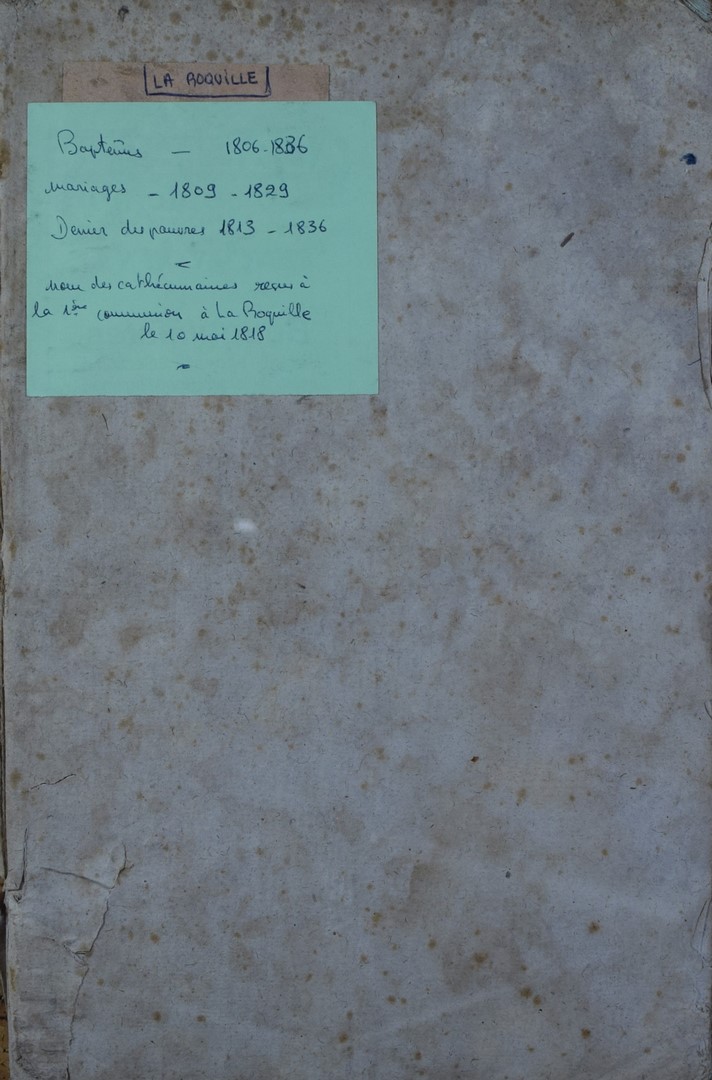 LA ROQUILLE
Baptêmes — 1806-1836
mariages - 1809 - 1829
Denier des pauvres 1813 - 1836
nom des cathécumaines reçus à
la 1ère communion à La Roquille
le 10 mai 1818